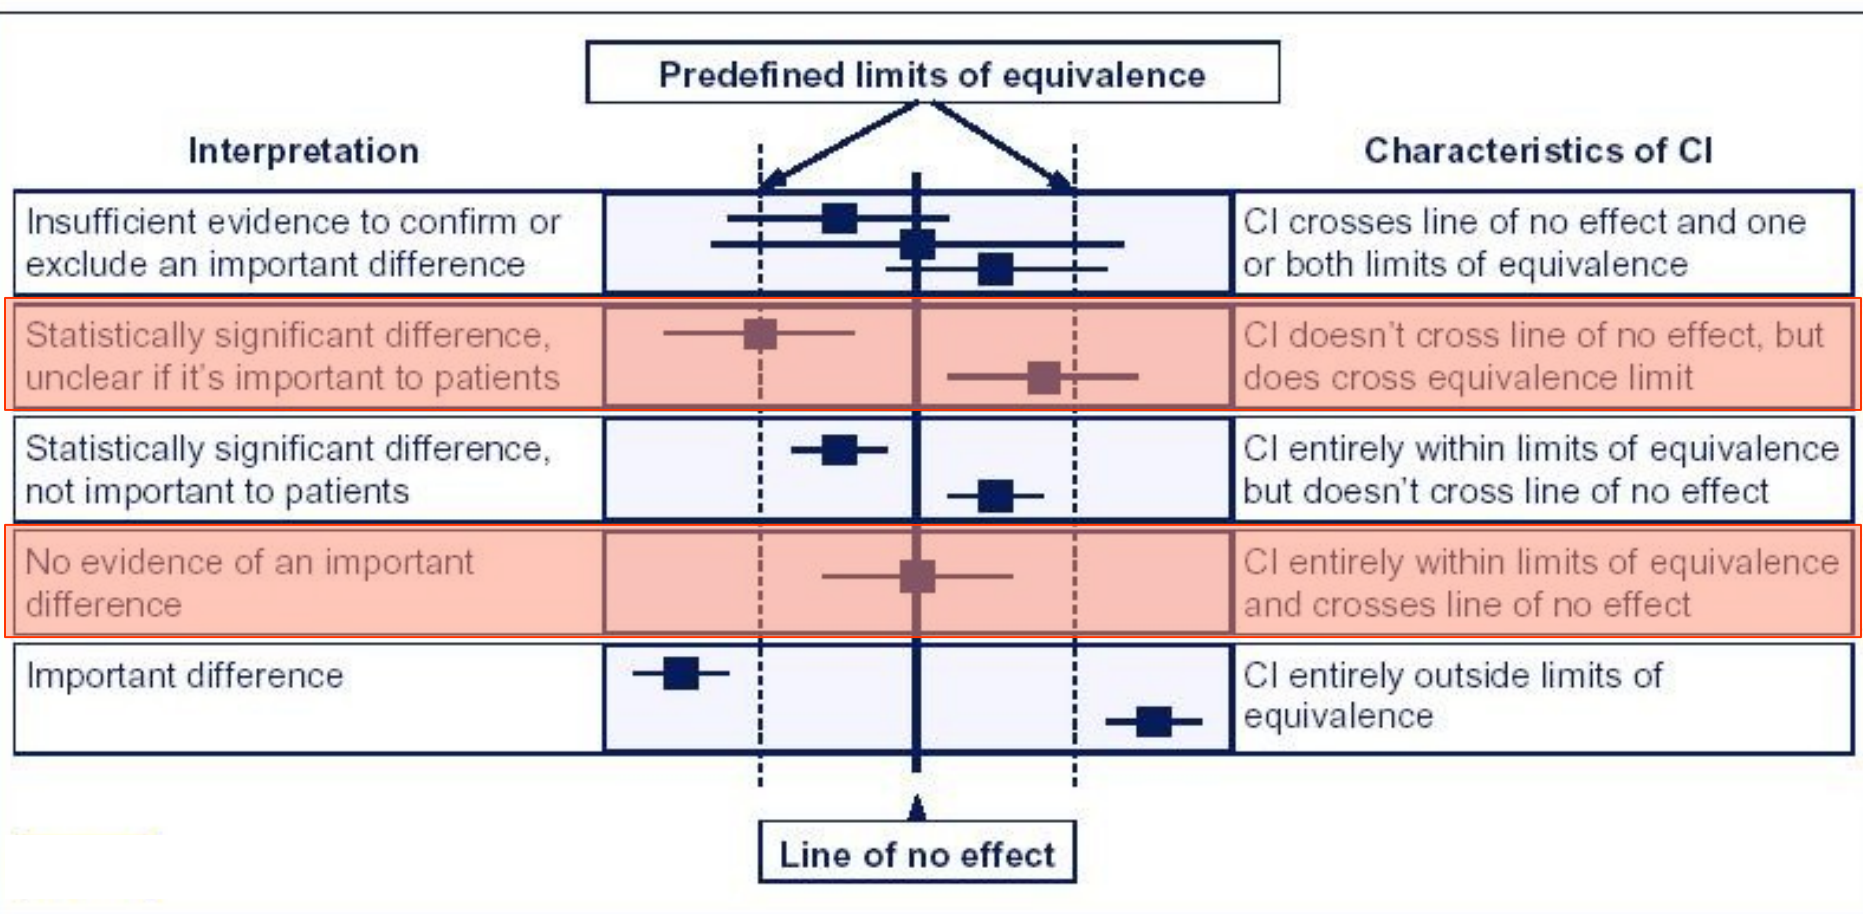 Predefined limits of equivalence
Interpretation
Characteristics of CI
Insufficient evidence to confirm or
exclude an important difference
CI crosses line of no effect and one
or both limits of equivalence
Statistically significant difference,
unclear if it's important to patients
CI doesn't cross line of no effect, but
does cross equivalence limit
Statistically significant difference,
not important to patients
CI entirely within limits of equivalence
but doesn't cross line of no effect
No evidence of an important
difference
CI entirely within limits of equivalence
and crosses line of no effect
Important difference
CI entirely outside limits of
equivalence
Line of no effect